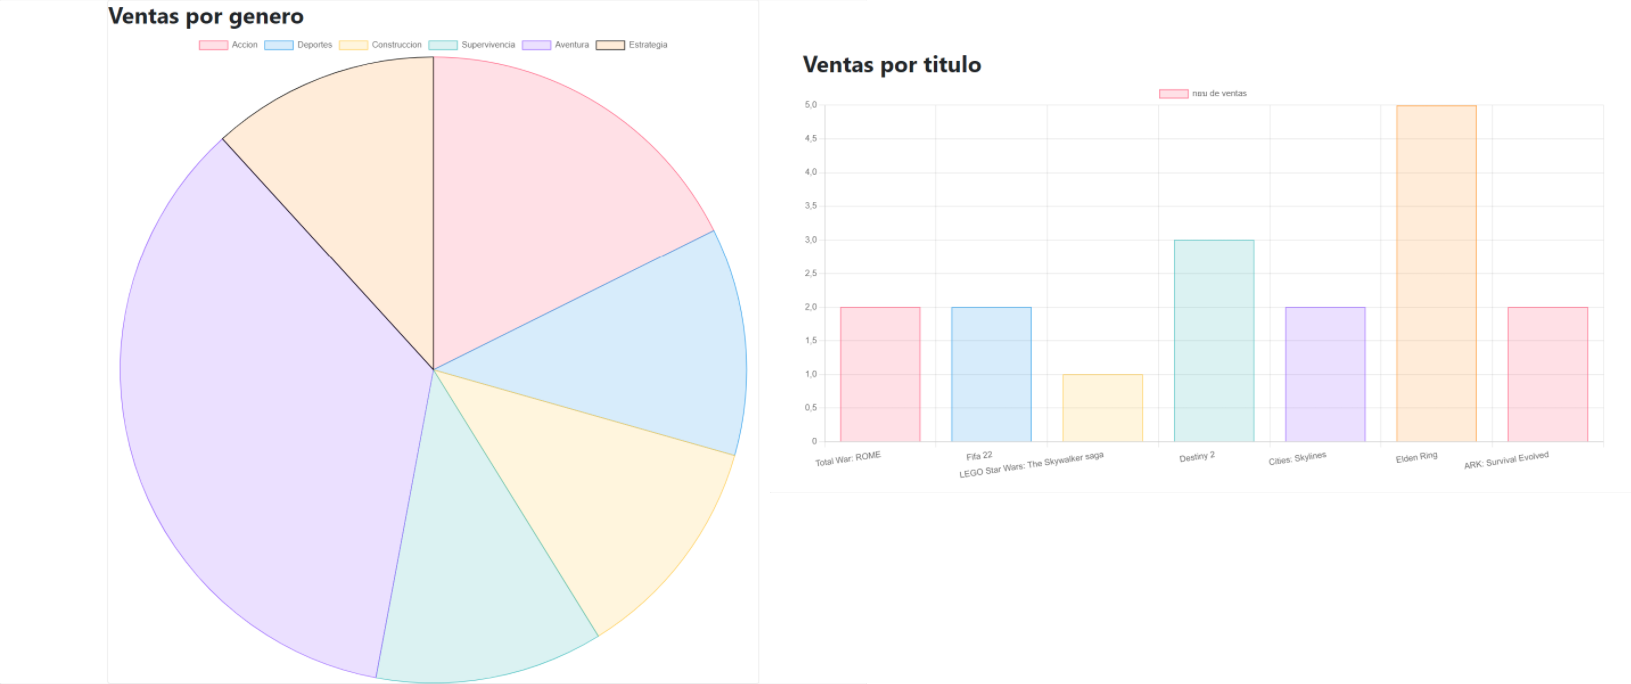 Ventas por genero
Accion Deportes Construccion Supervivencia Aventura Estrategia
Ventas por titulo
de ventas
5,0
4,5
4,0
3,5
3,0
2,5
2,0
1,5
1,0
0,5
0
Total War: ROME
Fifa 22
LEGO Star Wars: The Skywalker saga
Destiny 2
Cities: Skylines
Elden Ring
ARK: Survival Evolved